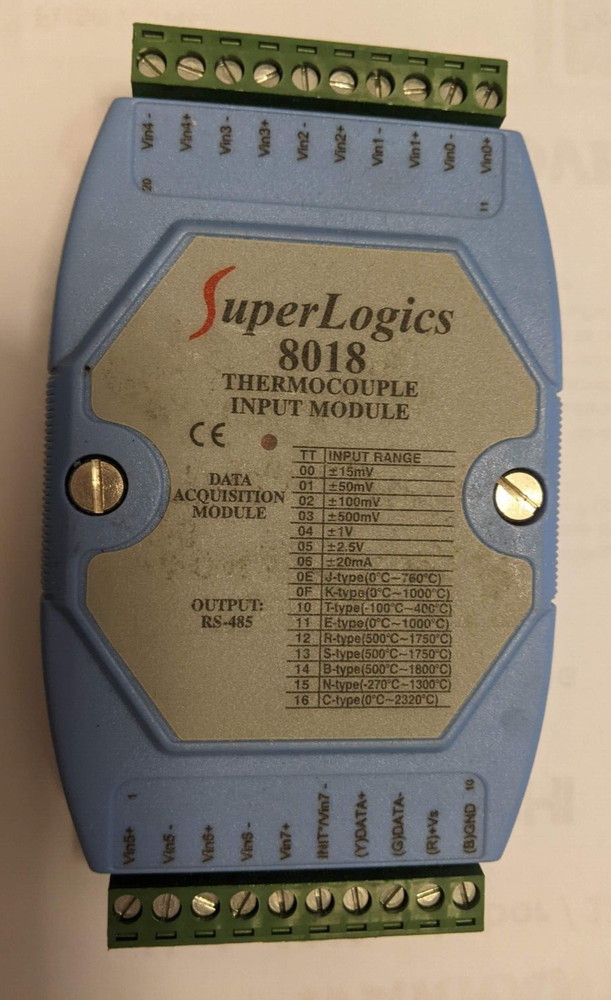 Vin4 -
Vin4+
Vin3 -
Vin3+
Vin2 -
Vin2+
Vin1 -
Vin1+
Vin0 -
Vin0+
20
11
SuperLogics
8018
THERMOCOUPLE
INPUT MODULE
CE
DATA
ACQUISITION
MODULE
OUTPUT:
RS-485
TT INPUT RANGE
00 ±15mV
01 ±50mV
02 ±100mV
03 ±500mV
04 ±1V
05 ±2.5V
06 ±20mA
0E J-type(0°C~760°C)
0F K-type(0°C~1000°C)
10 T-type(-100°C~400°C)
11 E-type(0°C~1000°C)
12 R-type(500°C~1750°C)
13 S-type(500°C~1750°C)
14 B-type(500°C~1800°C)
15 N-type(-270°C~1300°C)
16 C-type(0°C~2320°C)
1
10
Vin5+
Vin5 -
Vin6+
Vin6 -
Vin7+
INIT*/Vin7 -
(Y)DATA+
(G)DATA-
(R)+Vs
(B)GND